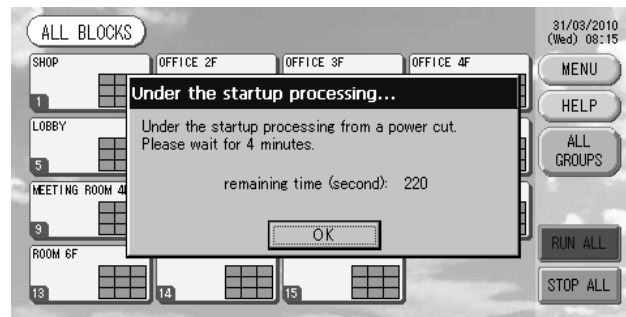 ALL BLOCKS
31/03/2010
(Wed) 08:15
SHOP
OFFICE 2F
OFFICE 3F
OFFICE 4F
MENU
1
Under the startup processing...
HELP
LOBBY
Under the startup processing from a power cut.
Please wait for 4 minutes.
ALL
GROUPS
5
MEETING ROOM
remaining time (second): 220
9
OK
RUN ALL
ROOM 6F
STOP ALL
13
14
15